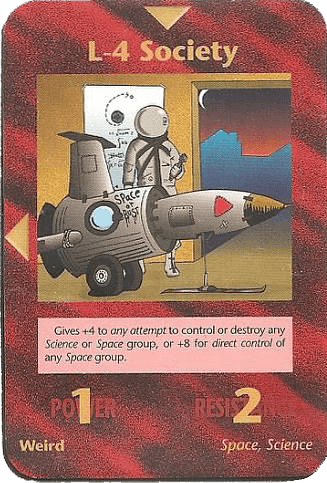 L-4 Society
Space
or
Bust
Gives +4 to any attempt to control or destroy any
Science or Space group, or +8 for direct control of
any Space group.
POWER
1
RESISTANCE
2
Weird
Space, Science